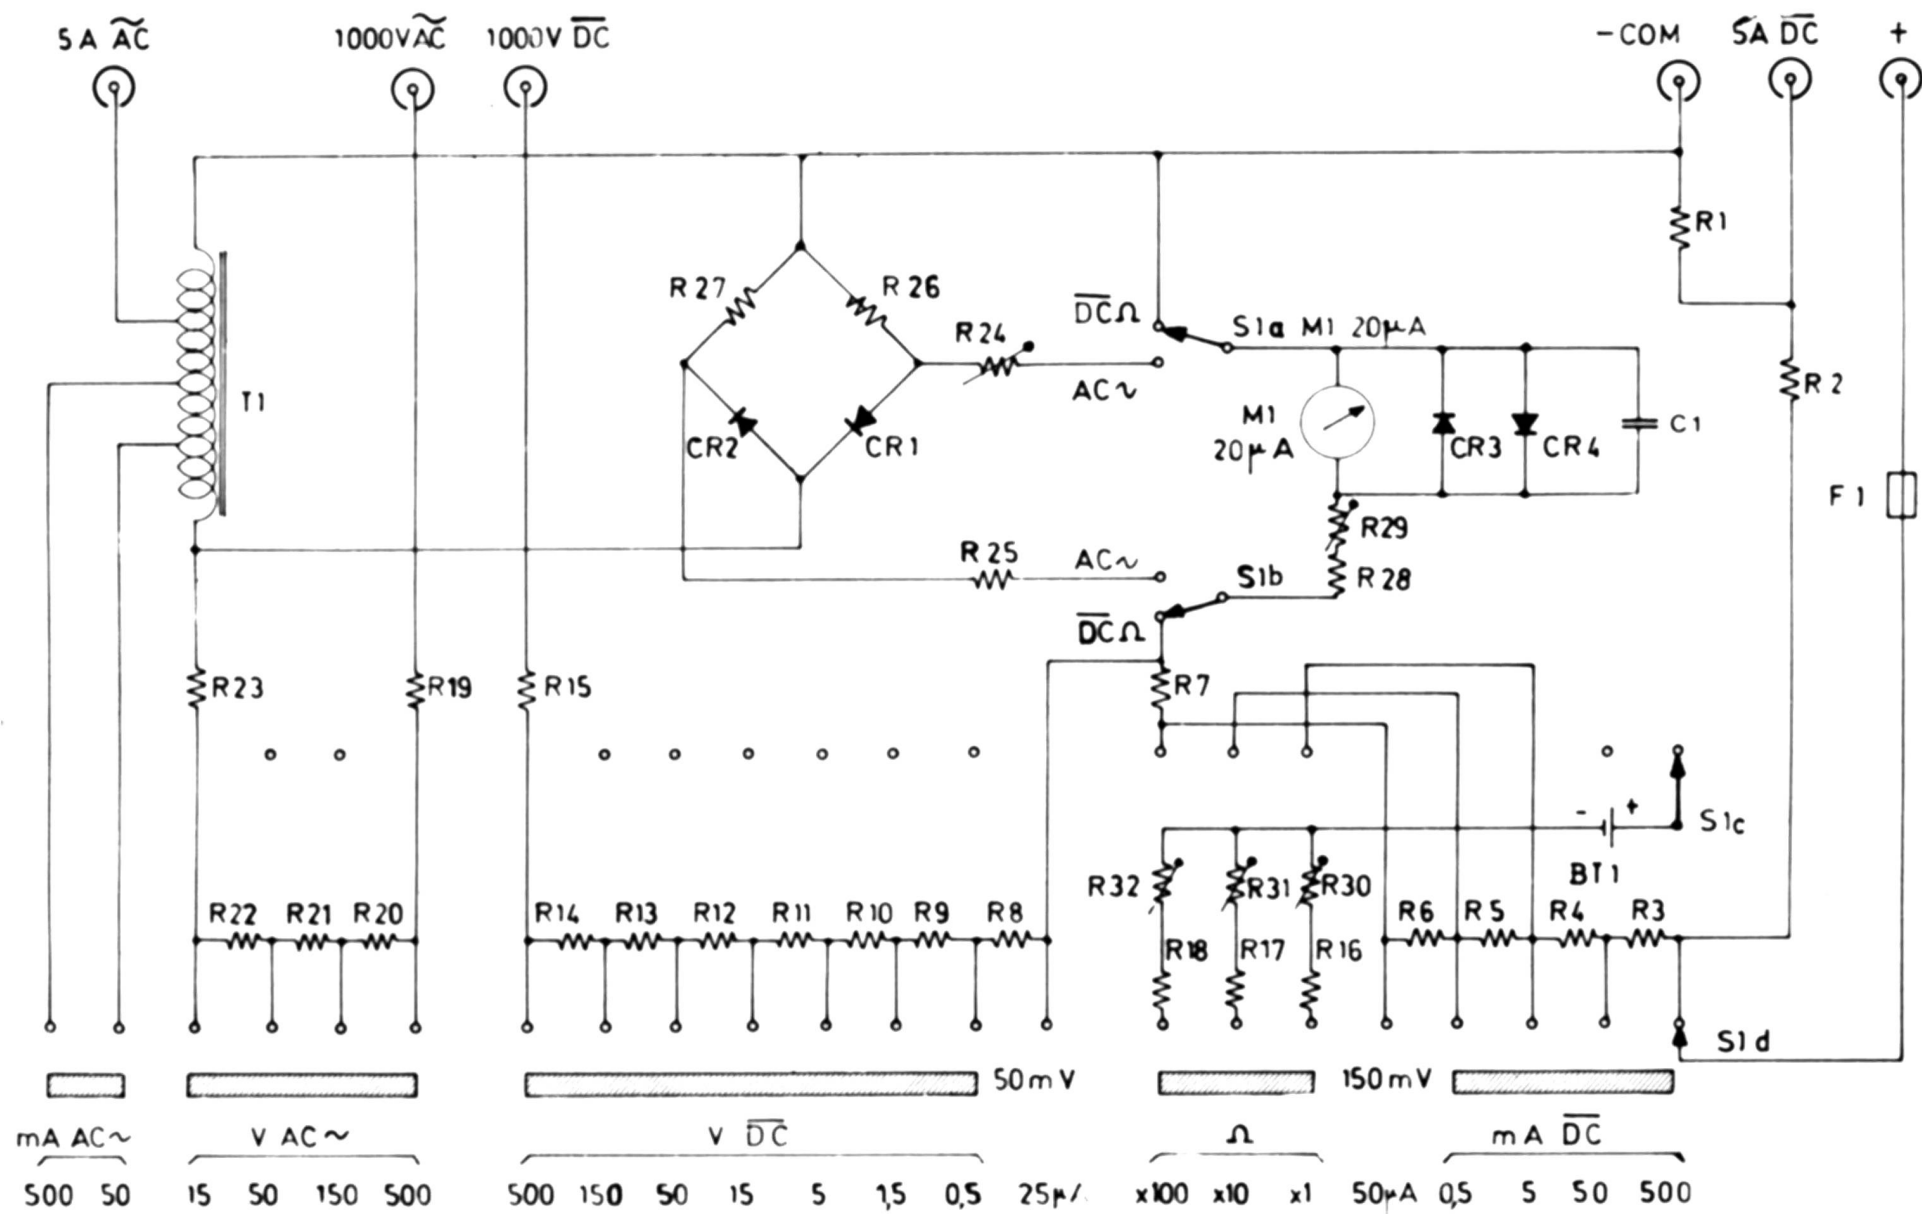 5A AC
1000V AC
1000V DC
-COM
5A DC
+
R1
R27
R26
R24
DCΩ
S1a M1 20μA
AC~
R2
T1
M1
20μA
CR2
CR1
CR3
CR4
C1
F1
R29
R25
AC~
S1b
R28
DCΩ
R23
R19
R15
R7
- +
S1c
BT1
R32
R31
R30
R22
R21
R20
R14
R13
R12
R11
R10
R9
R8
R6
R5
R4
R3
R18
R17
R16
S1d
50mV
150mV
mA AC~
V AC~
V DC
Ω
mA DC
500 50
15 50 150 500
500 150 50 15 5 1,5 0,5
x100 x10 x1
50μA
0,5 5 50 500